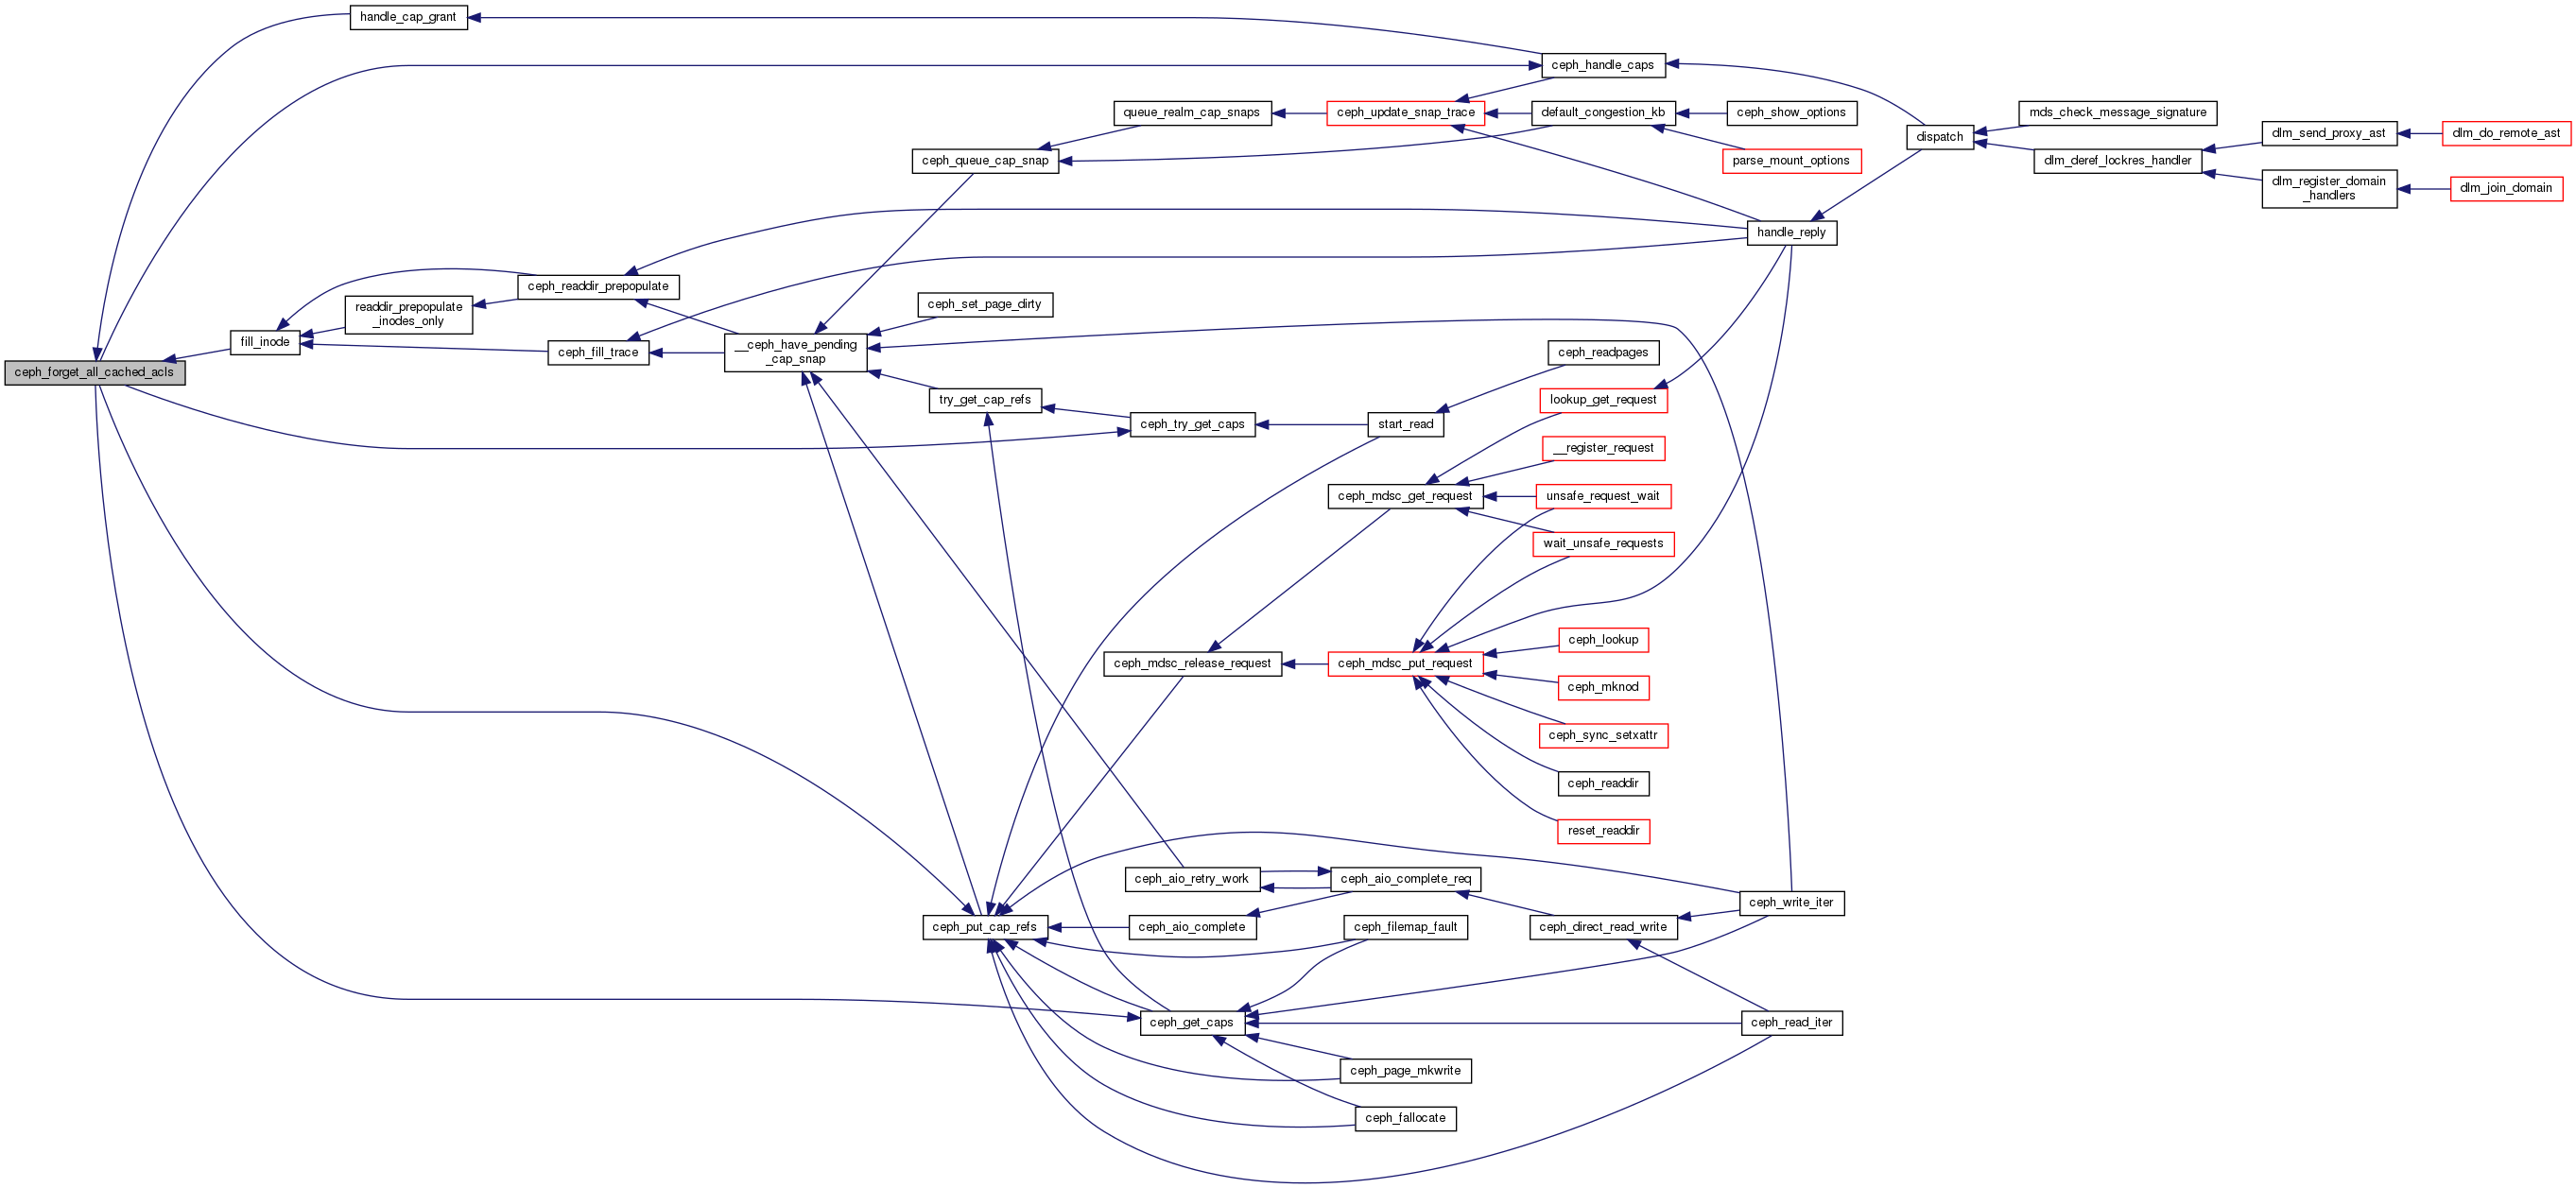 handle_cap_grant
ceph_handle_caps
queue_realm_cap_snaps
ceph_update_snap_trace
default_congestion_kb
ceph_show_options
mds_check_message_signature
dispatch
dlm_send_proxy_ast
dlm_do_remote_ast
ceph_queue_cap_snap
parse_mount_options
dlm_deref_lockres_handler
dlm_register_domain
_handlers
dlm_join_domain
handle_reply
ceph_readdir_prepopulate
readdir_prepopulate
_inodes_only
ceph_set_page_dirty
fill_inode
ceph_fill_trace
__ceph_have_pending
_cap_snap
ceph_readpages
ceph_forget_all_cached_acls
try_get_cap_refs
lookup_get_request
ceph_try_get_caps
start_read
__register_request
ceph_mdsc_get_request
unsafe_request_wait
wait_unsafe_requests
ceph_lookup
ceph_mdsc_release_request
ceph_mdsc_put_request
ceph_mknod
ceph_sync_setxattr
ceph_readdir
reset_readdir
ceph_aio_retry_work
ceph_aio_complete_req
ceph_write_iter
ceph_put_cap_refs
ceph_aio_complete
ceph_filemap_fault
ceph_direct_read_write
ceph_get_caps
ceph_read_iter
ceph_page_mkwrite
ceph_fallocate